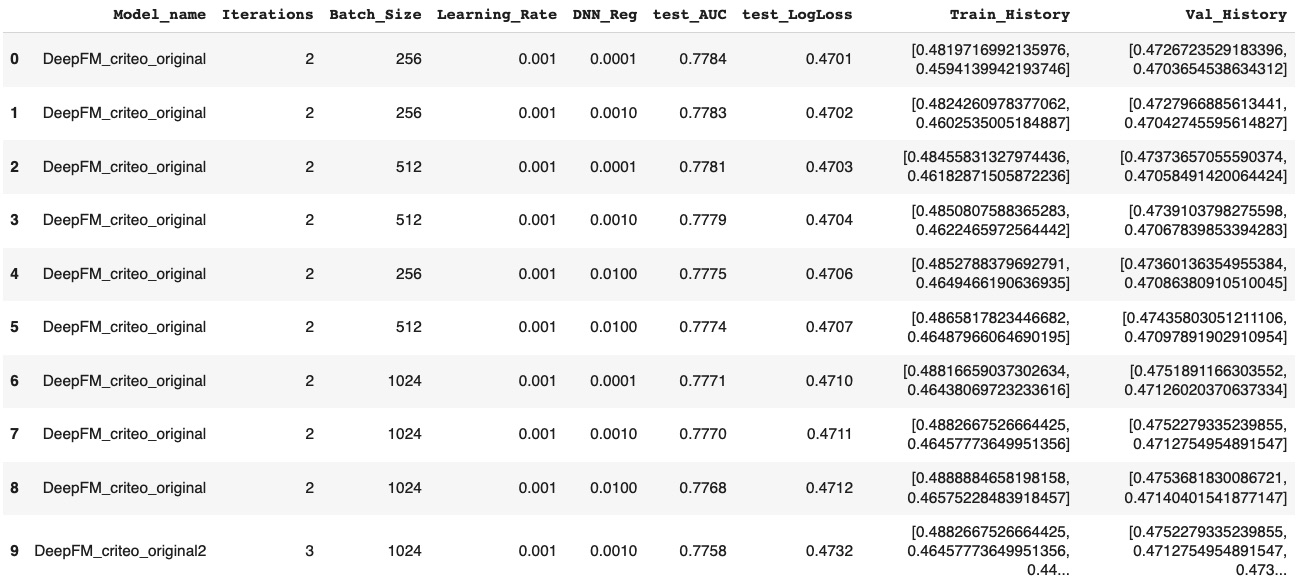 Model_name Iterations Batch_Size Learning_Rate DNN_Reg test_AUC test_LogLoss Train_History Val_History
0 DeepFM_criteo_original 2 256 0.001 0.0001 0.7784 0.4701 [0.4819716992135976, 0.4594139942193746] [0.4726723529183396, 0.4703654538634312]
1 DeepFM_criteo_original 2 256 0.001 0.0010 0.7783 0.4702 [0.4824260978377062, 0.4602535005184887] [0.4727966885613441, 0.47042745595614827]
2 DeepFM_criteo_original 2 512 0.001 0.0001 0.7781 0.4703 [0.48455831327974436, 0.46182871505872236] [0.47373657055590374, 0.47058491420064424]
3 DeepFM_criteo_original 2 512 0.001 0.0010 0.7779 0.4704 [0.4850807588365283, 0.4622465972564442] [0.4739103798275598, 0.47067839853394283]
4 DeepFM_criteo_original 2 256 0.001 0.0100 0.7775 0.4706 [0.4852788379692791, 0.4649466190636935] [0.47360136354955384, 0.47086380910510045]
5 DeepFM_criteo_original 2 512 0.001 0.0100 0.7774 0.4707 [0.4865817823446682, 0.46487966064690195] [0.47435803051211106, 0.47097891902910954]
6 DeepFM_criteo_original 2 1024 0.001 0.0001 0.7771 0.4710 [0.48816659037302634, 0.46438069723233616] [0.4751891166303552, 0.47126020370637334]
7 DeepFM_criteo_original 2 1024 0.001 0.0010 0.7770 0.4711 [0.4882667526664425, 0.46457773649951356] [0.4752279335239855, 0.4712754954891547]
8 DeepFM_criteo_original 2 1024 0.001 0.0100 0.7768 0.4712 [0.4888884658198158, 0.46575228483918457] [0.4753681830086721, 0.47140401541877147]
9 DeepFM_criteo_original2 3 1024 0.001 0.0010 0.7758 0.4732 [0.4882667526664425, 0.46457773649951356, 0.44... [0.4752279335239855, 0.4712754954891547, 0.473...